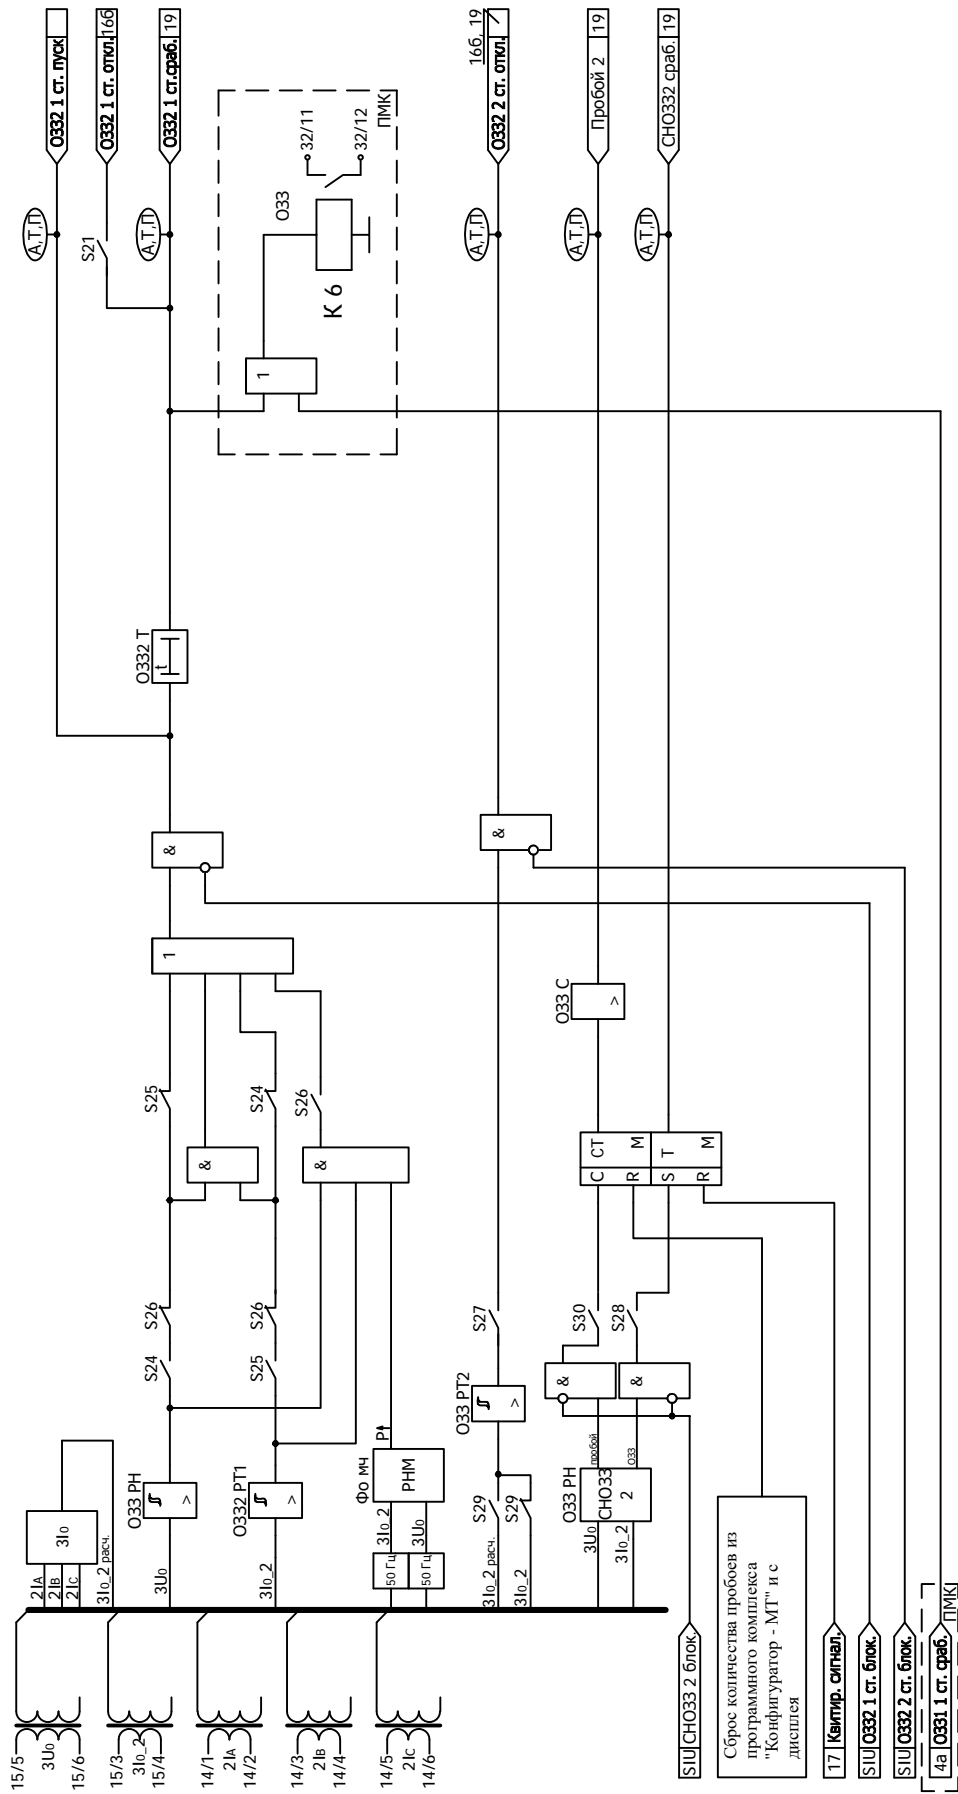 ОЗЗ2 1 ст. пуск
ОЗЗ2 1 ст. откл. 16б
ОЗЗ2 1 ст.сраб. 19
16б, 19
ОЗЗ2 2 ст. откл.
Пробой 2 19
СНОЗЗ2 сраб. 19
А,Т,П
S21
А,Т,П
А,Т,П
А,Т,П
А,Т,П
ПМК
32/11
32/12
ОЗЗ
К 6
1
ОЗЗ2 Т
t
&
&
1
ОЗЗ С
>
S25
S24
S26
&
&
С СТ
R М
S Т
R М
S26
S24
S26
S25
S27
S30
S28
ОЗЗ РТ2
>
&
&
3I0
2IA
2IB
2IC
3I0_2 расч.
ОЗЗ РН
>
3U0
ОЗЗ2 РТ1
>
3I0_2
Фо мч
РНМ
P
3I0_2
3U0
50 Гц
50 Гц
S29
S29
3I0_2 расч.
3I0_2
ОЗЗ РН
СНОЗЗ
2
пробой
ОЗЗ
3U0
3I0_2
15/5
3U0
15/6
15/3
3I0_2
15/4
14/1
2IA
14/2
14/3
2IB
14/4
14/5
2IC
14/6
SIU СНОЗЗ 2 блок.
Сброс количества пробоев из
программного комплекса
"Конфигуратор - МТ" и с
дисплея
17 Квитир. сигнал.
SIU ОЗЗ2 1 ст. блок.
SIU ОЗЗ2 2 ст. блок.
4а ОЗЗ1 1 ст. сраб.
ПМК